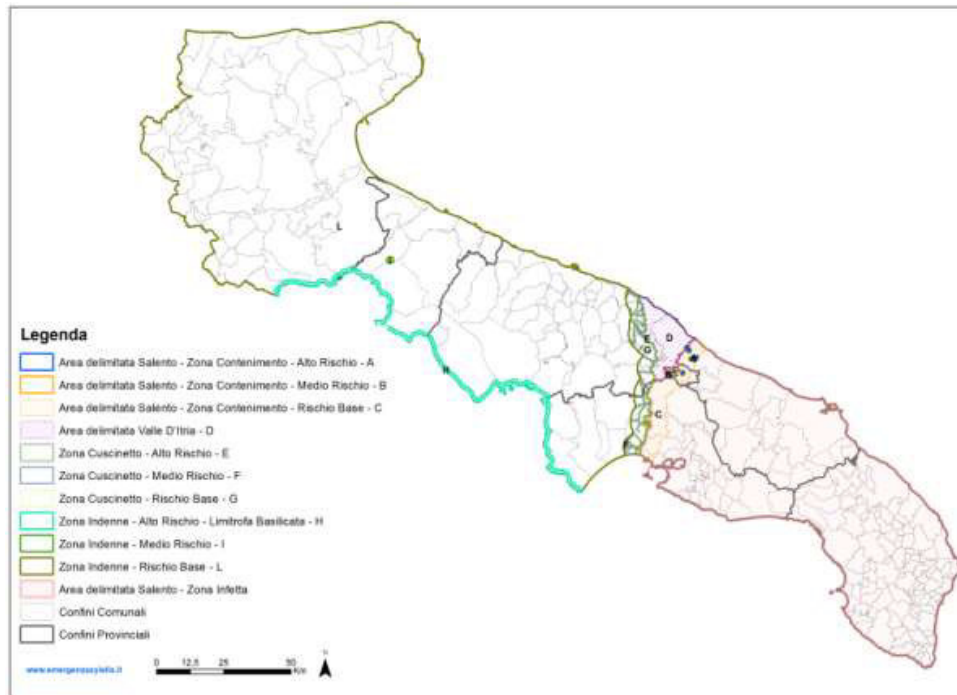 L
H
E
G
D
C
Legenda
Area delimitata Salento - Zona Contenimento - Alto Rischio - A
Area delimitata Salento - Zona Contenimento - Medio Rischio - B
Area delimitata Salento - Zona Contenimento - Rischio Base - C
Area delimitata Valle D'Itria - D
Zona Cuscinetto - Alto Rischio - E
Zona Cuscinetto - Medio Rischio - F
Zona Cuscinetto - Rischio Base - G
Zona Indenne - Alto Rischio - Limitrofa Basilicata - H
Zona Indenne - Medio Rischio - I
Zona Indenne - Rischio Base - L
Area delimitata Salento - Zona Infetta
Confini Comunali
Confini Provinciali
www.emergenzaxylella.it
0 12,5 25 50
Km